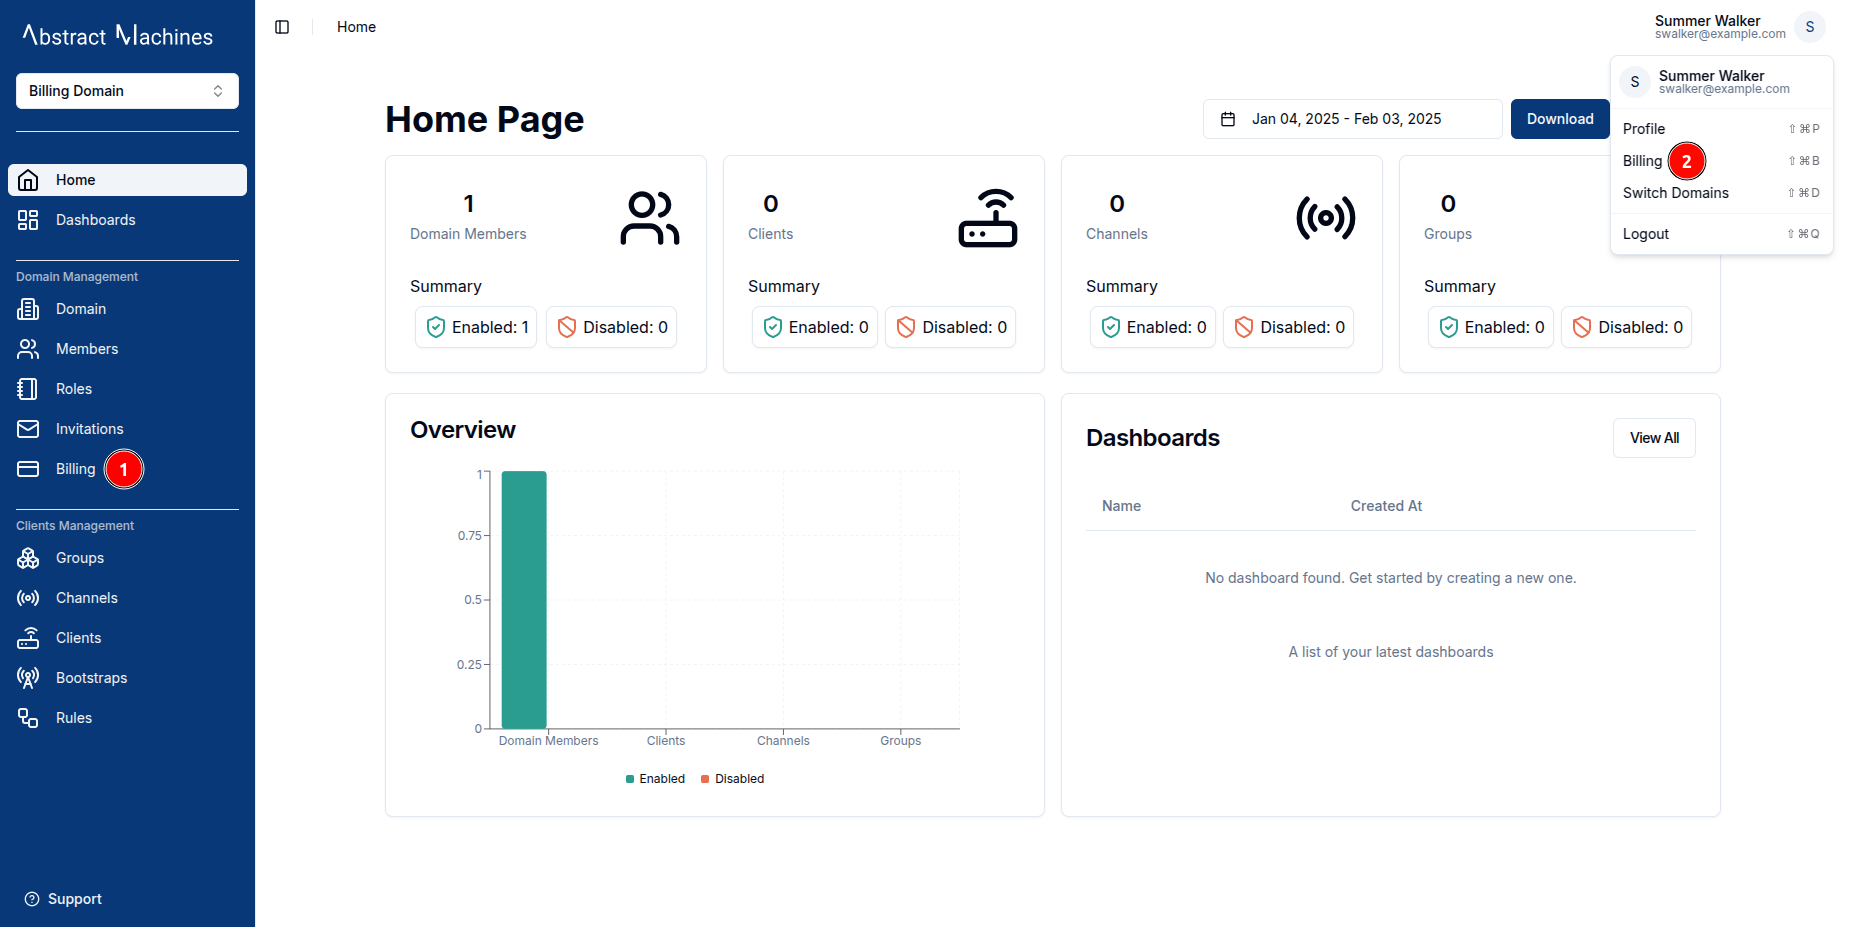 Abstract Machines
Billing Domain
Home
Dashboards
Domain Management
Domain
Members
Roles
Invitations
Billing 1
Clients Management
Groups
Channels
Clients
Bootstraps
Rules
Support
Home
Summer Walker
swalker@example.com
S
S
Summer Walker
swalker@example.com
Profile ⇧⌘P
Billing 2 ⇧⌘B
Switch Domains ⇧⌘D
Logout ⇧⌘Q
Home Page
Jan 04, 2025 - Feb 03, 2025
Download
1
Domain Members
Summary
Enabled: 1 Disabled: 0
0
Clients
Summary
Enabled: 0 Disabled: 0
0
Channels
Summary
Enabled: 0 Disabled: 0
0
Groups
Summary
Enabled: 0 Disabled: 0
Overview
1
0.75
0.5
0.25
0
Domain Members Clients Channels Groups
Enabled Disabled
Dashboards
View All
Name Created At
No dashboard found. Get started by creating a new one.
A list of your latest dashboards